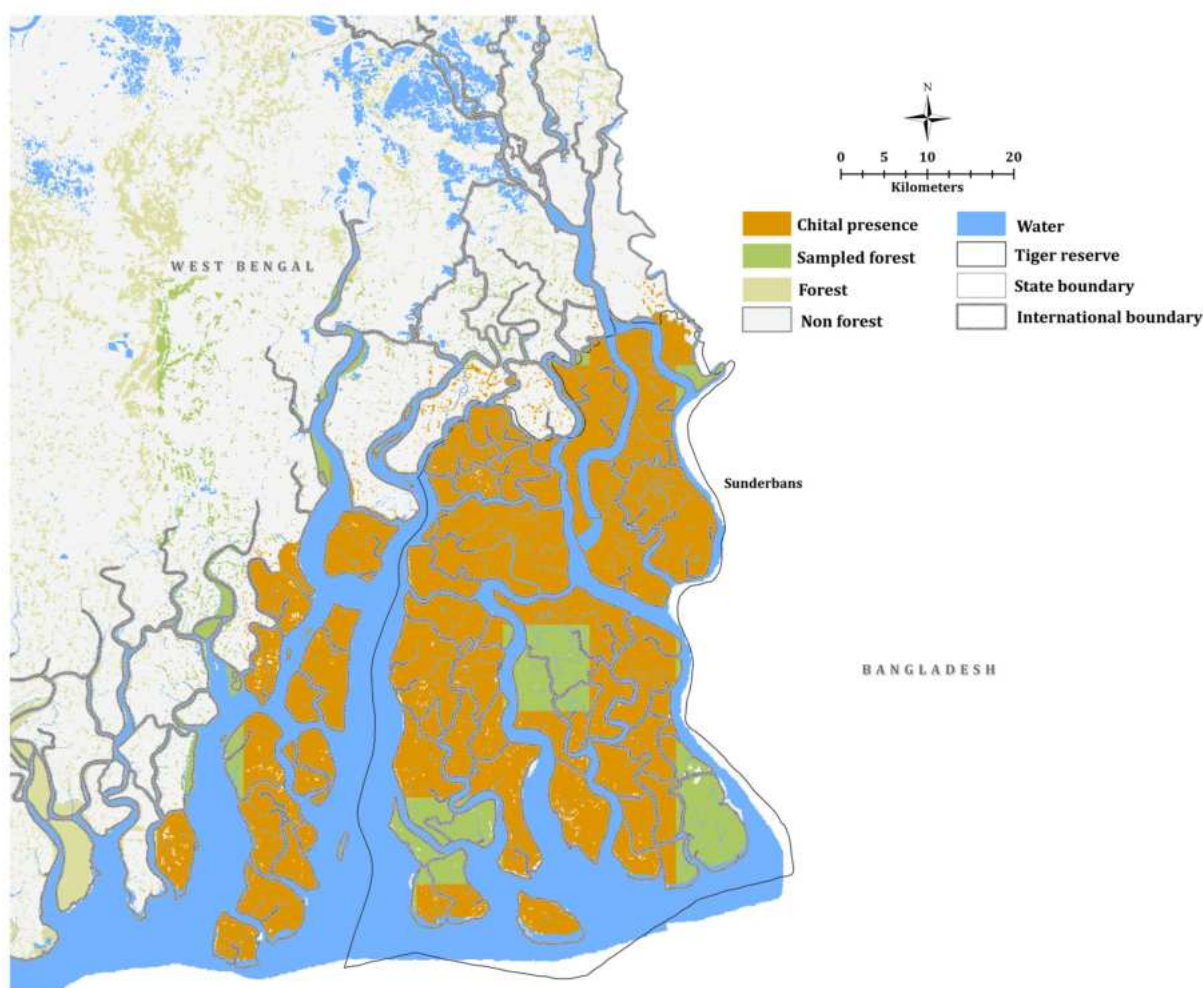 N
0 5 10 20
Kilometers
Chital presence
Water
Sampled forest
Tiger reserve
Forest
State boundary
Non forest
International boundary
WEST BENGAL
Sunderbans
BANGLADESH